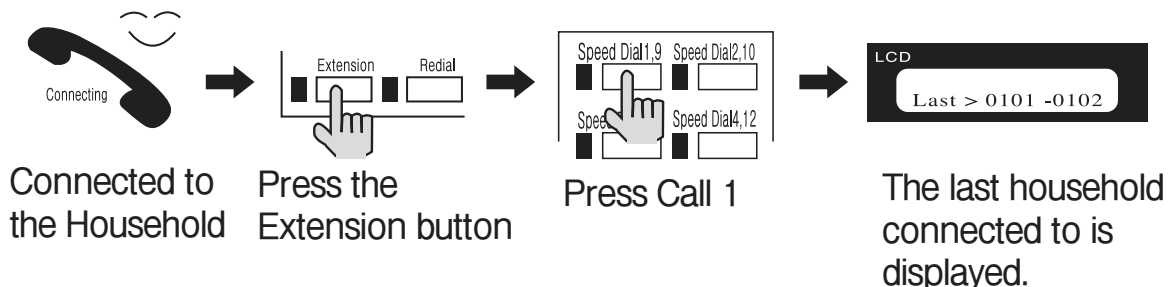 Connecting
Extension Redial
Speed Dial1,9 Speed Dial2,10
Speed Dial4,12
LCD
Last > 0101 -0102
Connected to
the Household
Press the
Extension button
Press Call 1
The last household
connected to is
displayed.